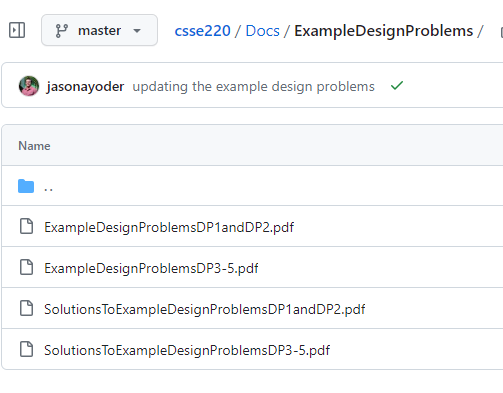 master csse220 / Docs / ExampleDesignProblems /
jasonayoder updating the example design problems
Name
..
ExampleDesignProblemsDP1andDP2.pdf
ExampleDesignProblemsDP3-5.pdf
SolutionsToExampleDesignProblemsDP1andDP2.pdf
SolutionsToExampleDesignProblemsDP3-5.pdf